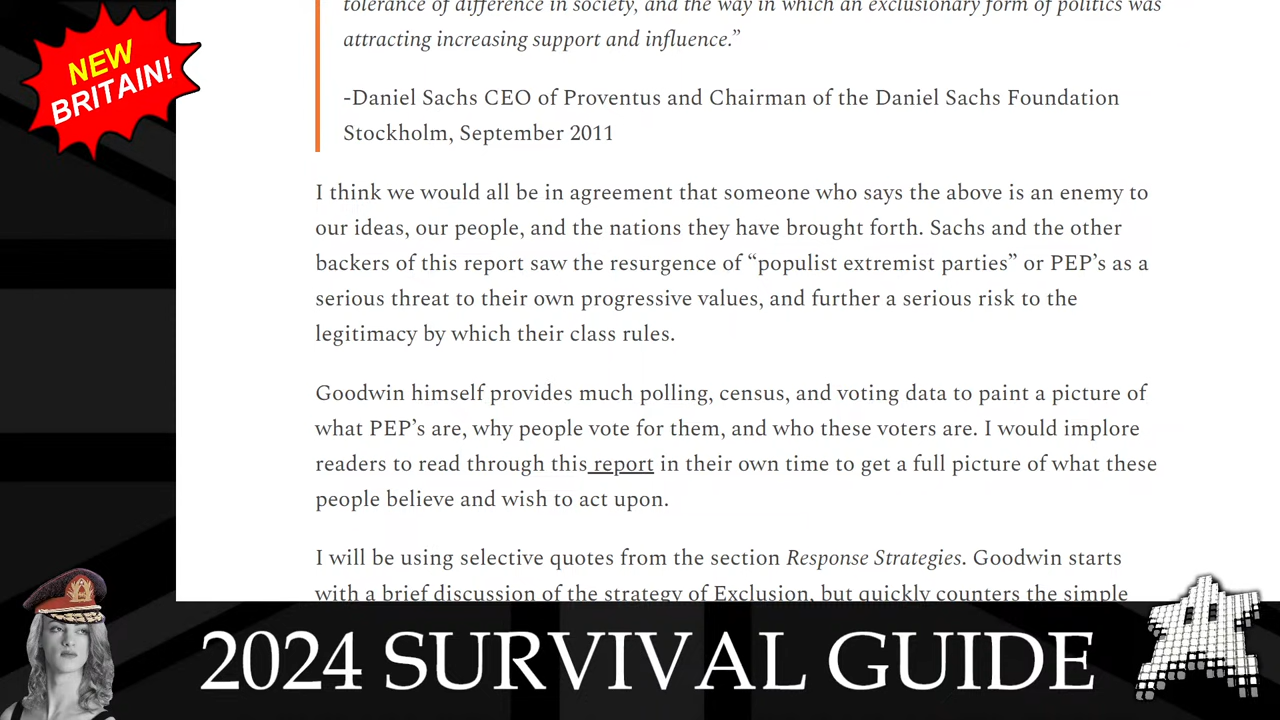 NEW
BRITAIN!
tolerance of difference in society, and the way in which an exclusionary form of politics was
attracting increasing support and influence.”
-Daniel Sachs CEO of Proventus and Chairman of the Daniel Sachs Foundation
Stockholm, September 2011
I think we would all be in agreement that someone who says the above is an enemy to
our ideas, our people, and the nations they have brought forth. Sachs and the other
backers of this report saw the resurgence of “populist extremist parties” or PEP’s as a
serious threat to their own progressive values, and further a serious risk to the
legitimacy by which their class rules.
Goodwin himself provides much polling, census, and voting data to paint a picture of
what PEP’s are, why people vote for them, and who these voters are. I would implore
readers to read through this report in their own time to get a full picture of what these
people believe and wish to act upon.
I will be using selective quotes from the section Response Strategies. Goodwin starts
with a brief discussion of the strategy of Exclusion, but quickly counters the simple
2024 SURVIVAL GUIDE